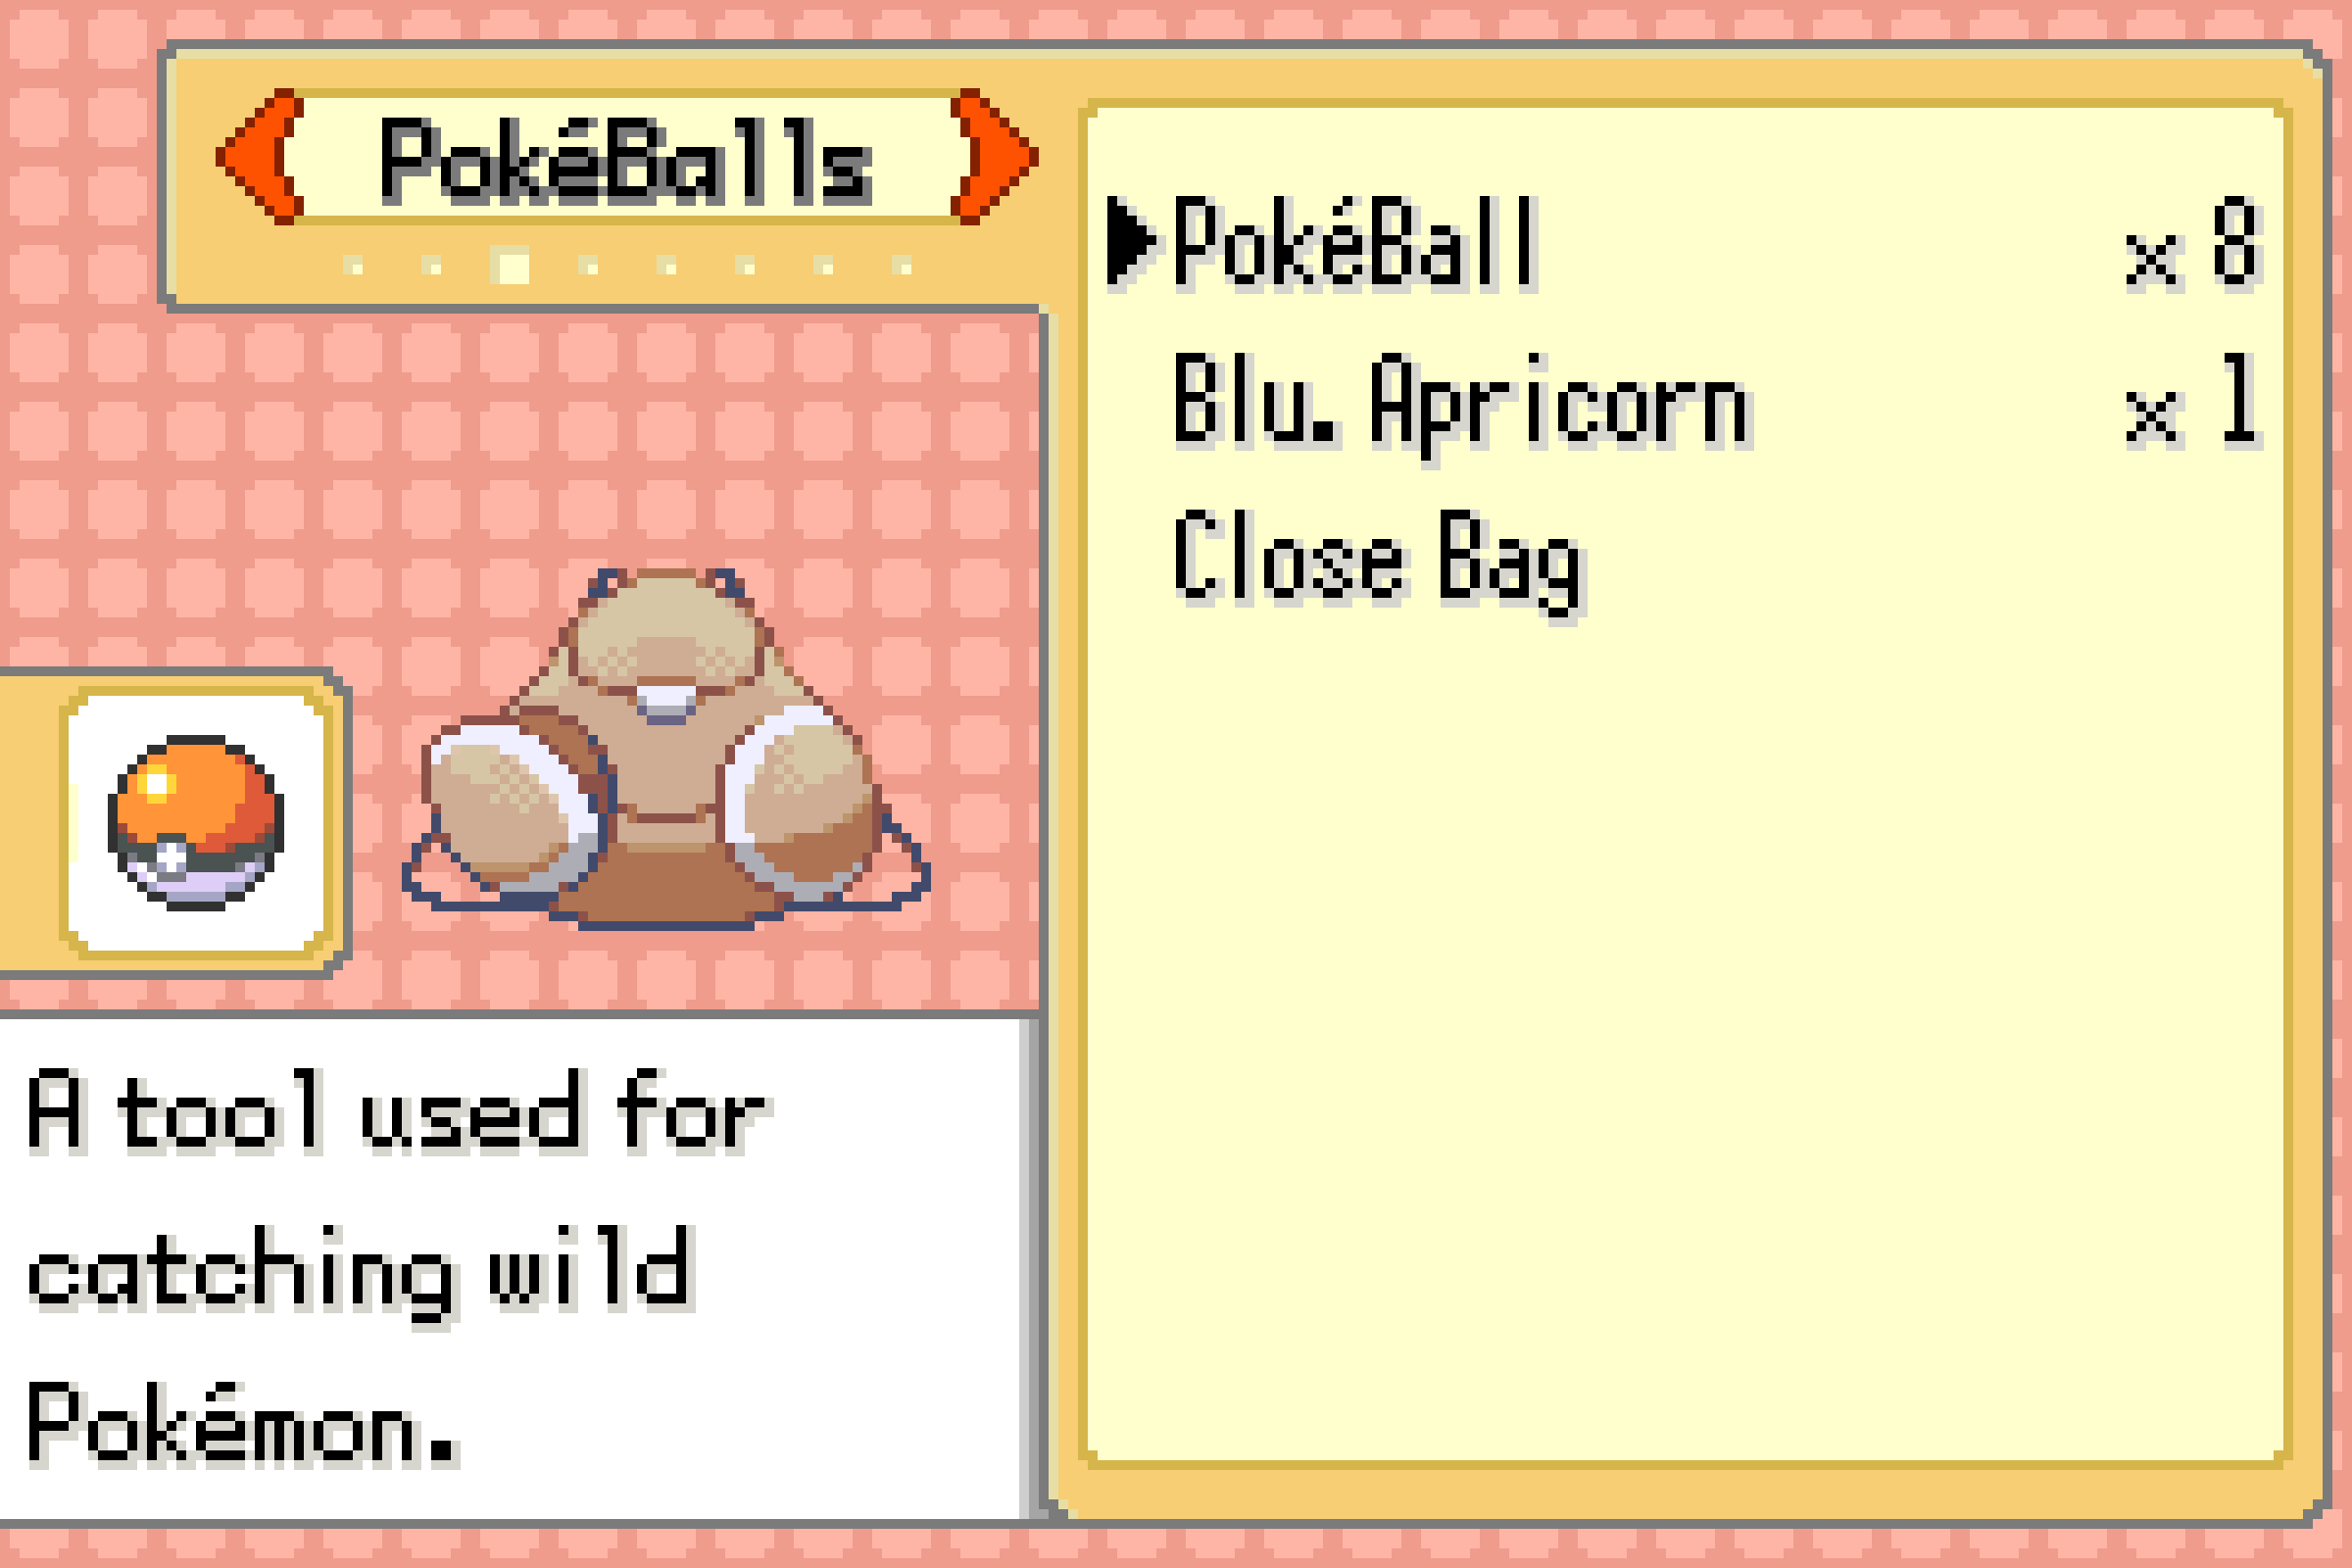 PokéBalls
PokéBall x 8
Blu. Apricorn x 1
Close Bag
A tool used for
catching wild
Pokémon.